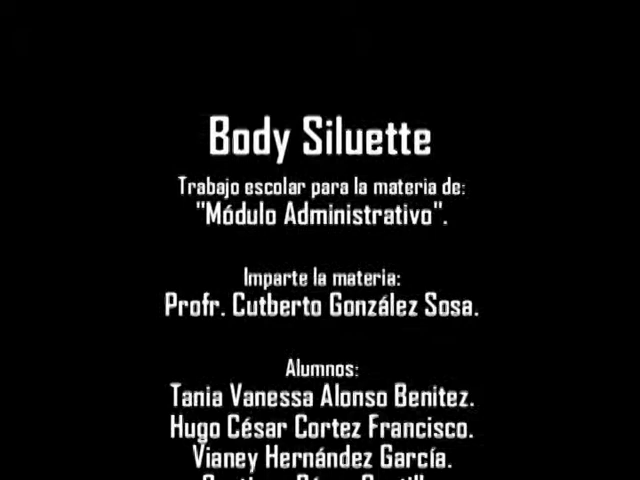 Body Siluette
Trabajo escolar para la materia de:
"Módulo Administrativo".
Imparte la materia:
Profr. Cutberto González Sosa.
Alumnos:
Tania Vanessa Alonso Benitez.
Hugo César Cortez Francisco.
Vianey Hernández García.